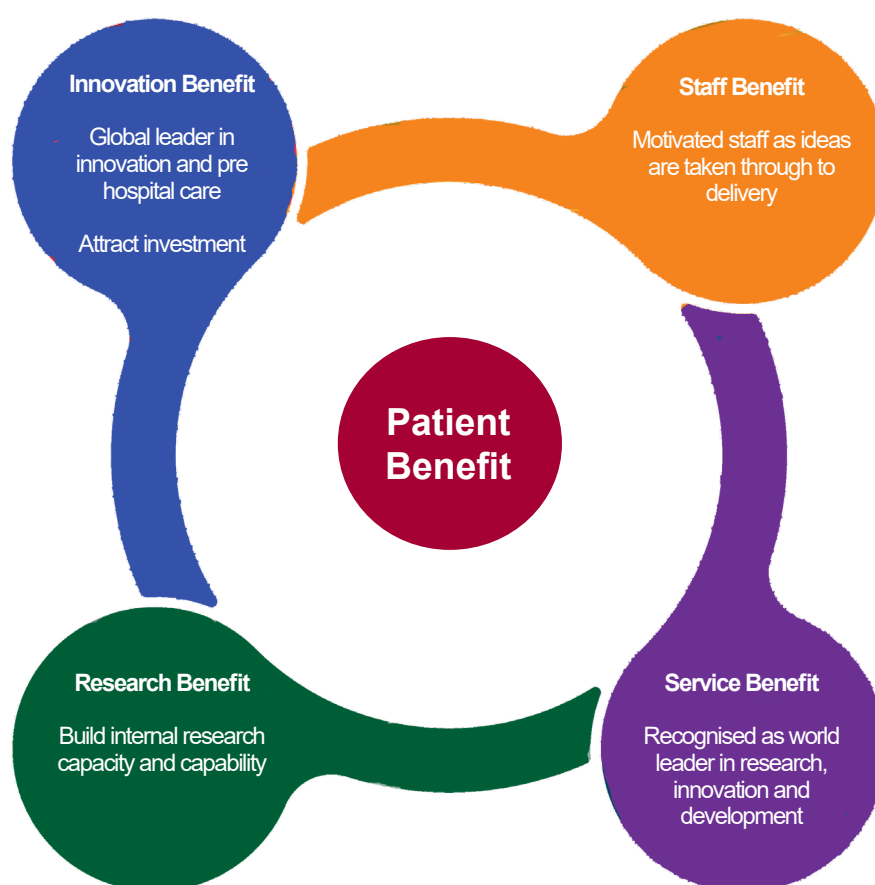 Innovation Benefit
Global leader in
innovation and pre
hospital care
Attract investment
Staff Benefit
Motivated staff as ideas
are taken through to
delivery
Patient
Benefit
Research Benefit
Build internal research
capacity and capability
Service Benefit
Recognised as world
leader in research,
innovation and
development